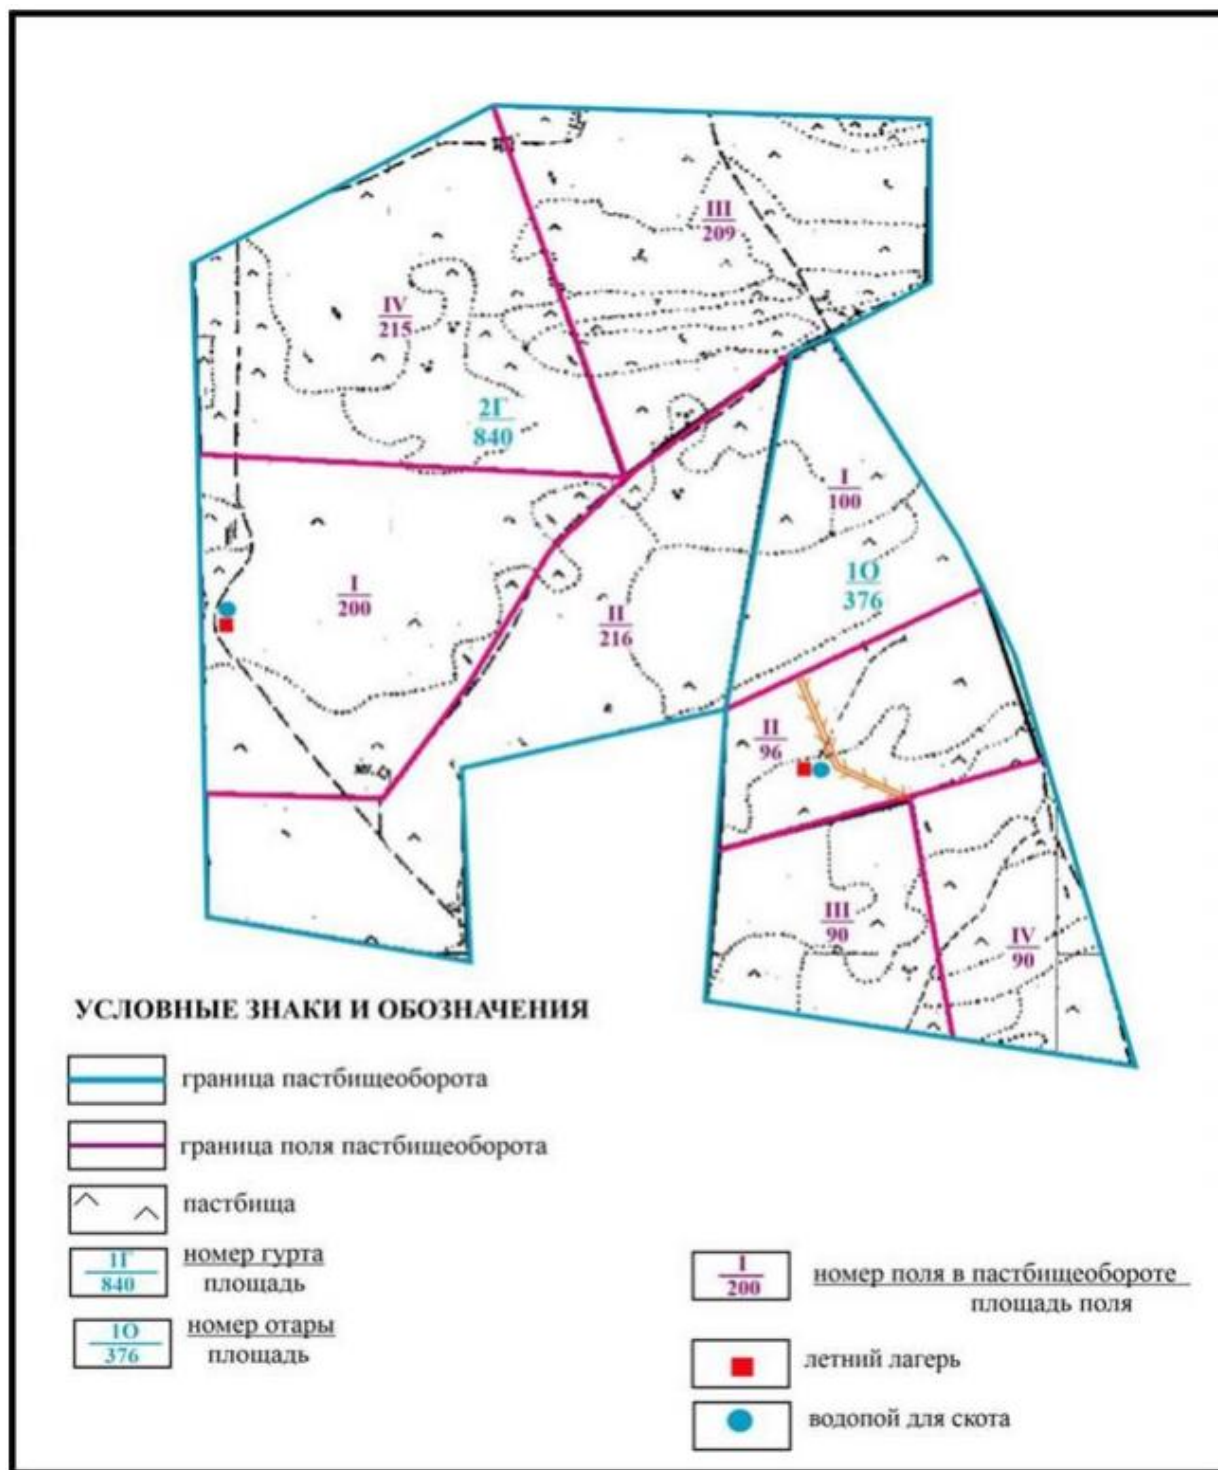 III
209
IV
215
2Г
840
I
100
1О
376
I
200
II
216
II
96
III
90
IV
90
УСЛОВНЫЕ ЗНАКИ И ОБОЗНАЧЕНИЯ
граница пастбищеоборота
граница поля пастбищеоборота
пастбища
1Г
840
номер гурта
площадь
1О
376
номер отары
площадь
I
200
номер поля в пастбищеобороте
площадь поля
летний лагерь
водопой для скота